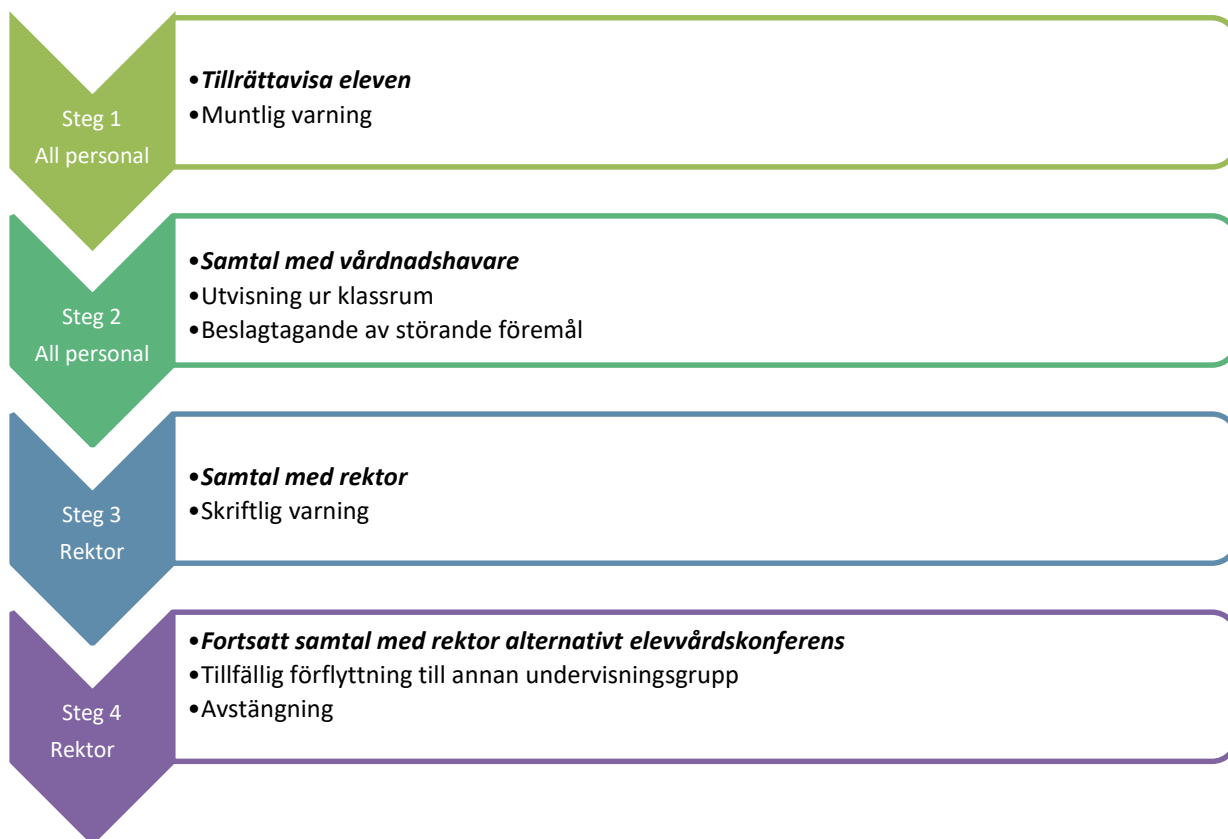 Steg 1
All personal
•Tillrättavisa eleven
•Muntlig varning
Steg 2
All personal
•Samtal med vårdnadshavare
•Utvisning ur klassrum
•Beslagtagande av störande föremål
Steg 3
Rektor
•Samtal med rektor
•Skriftlig varning
Steg 4
Rektor
•Fortsatt samtal med rektor alternativt elevvårdskonferens
•Tillfällig förflyttning till annan undervisningsgrupp
•Avstängning